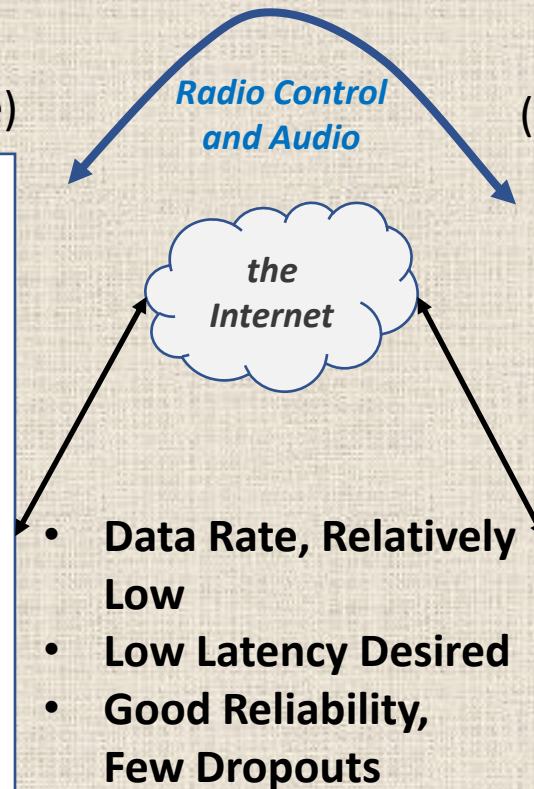 )
(
Radio Control
and Audio
the
Internet
• Data Rate, Relatively
Low
• Low Latency Desired
• Good Reliability,
Few Dropouts